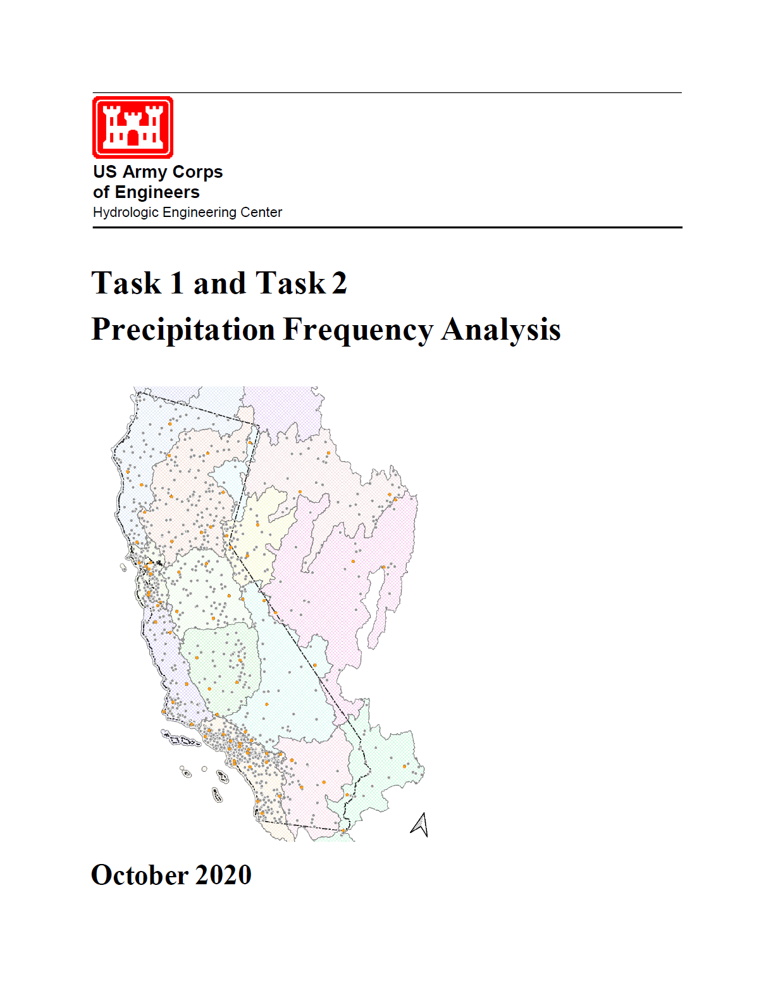 US Army Corps
of Engineers
Hydrologic Engineering Center
Task 1 and Task 2
Precipitation Frequency Analysis
October 2020